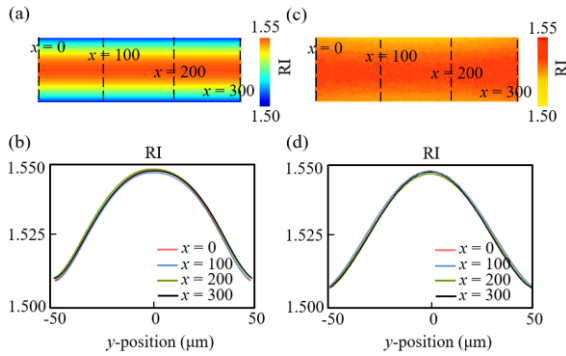 (a)
1.55
x = 0
x = 100
x = 200
x = 300
RI
1.50
(c)
1.55
x = 0
x = 100
x = 200
x = 300
RI
1.50
(b)
RI
1.550
1.525
1.500
x = 0
x = 100
x = 200
x = 300
-50
0
50
y-position (μm)
(d)
RI
1.550
1.525
1.500
x = 0
x = 100
x = 200
x = 300
-50
0
50
y-position (μm)